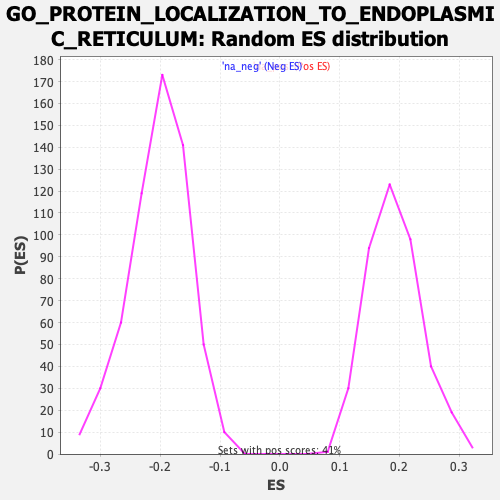 GO_PROTEIN_LOCALIZATION_TO_ENDOPLASMI
C_RETICULUM: Random ES distribution
'na_neg' (Neg ES)os ES)
180
170
160
150
140
130
120
110
100
90
80
70
60
50
40
30
20
10
0
P(ES)
Sets with pos scores: 41%
-0.3 -0.2 -0.1 0.0 0.1 0.2 0.3
ES